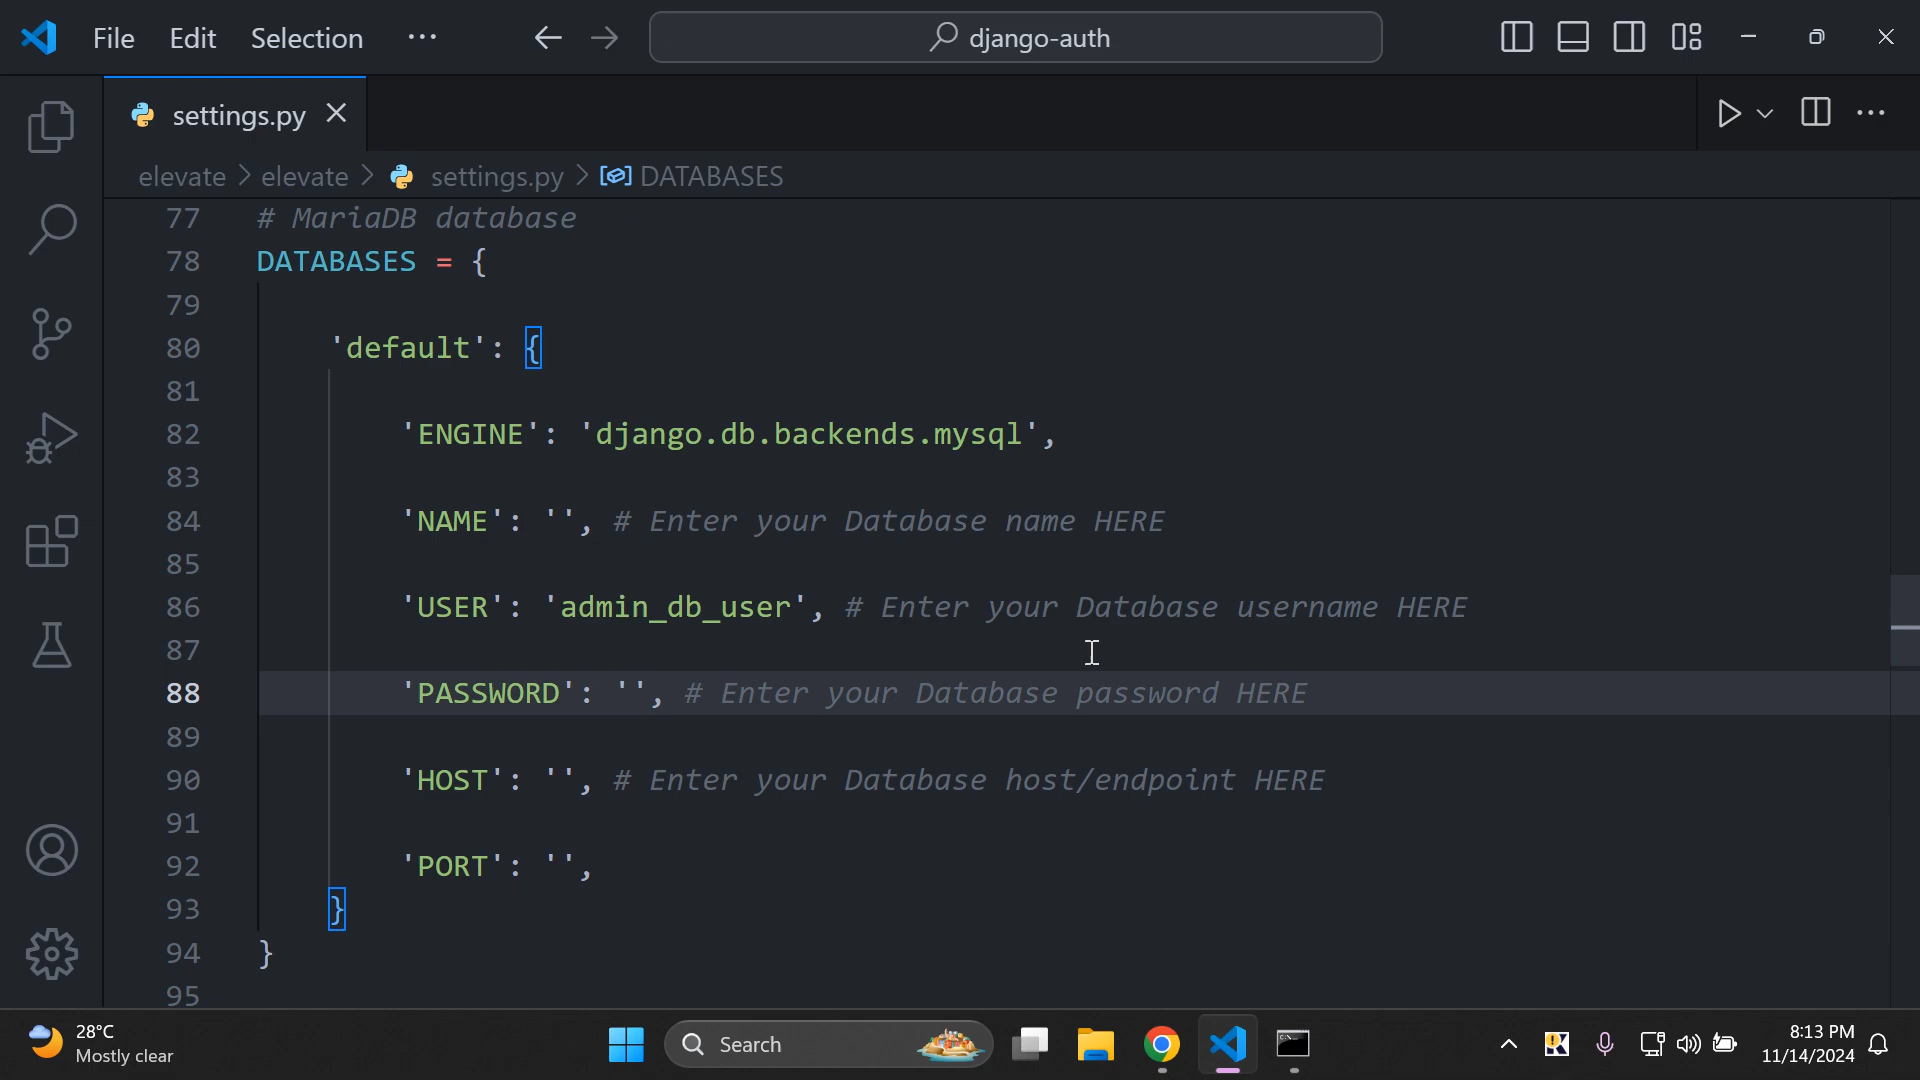 File Edit Selection ··· django-auth
settings.py
elevate > elevate > settings.py > DATABASES
77 # MariaDB database
78 DATABASES = {
79
80 'default': {
81
82 'ENGINE': 'django.db.backends.mysql',
83
84 'NAME': '', # Enter your Database name HERE
85
86 'USER': 'admin_db_user', # Enter your Database username HERE
87
88 'PASSWORD': '', # Enter your Database password HERE
89
90 'HOST': '', # Enter your Database host/endpoint HERE
91
92 'PORT': '',
93 }
94 }
95
28°C
Mostly clear
Search
8:13 PM
11/14/2024